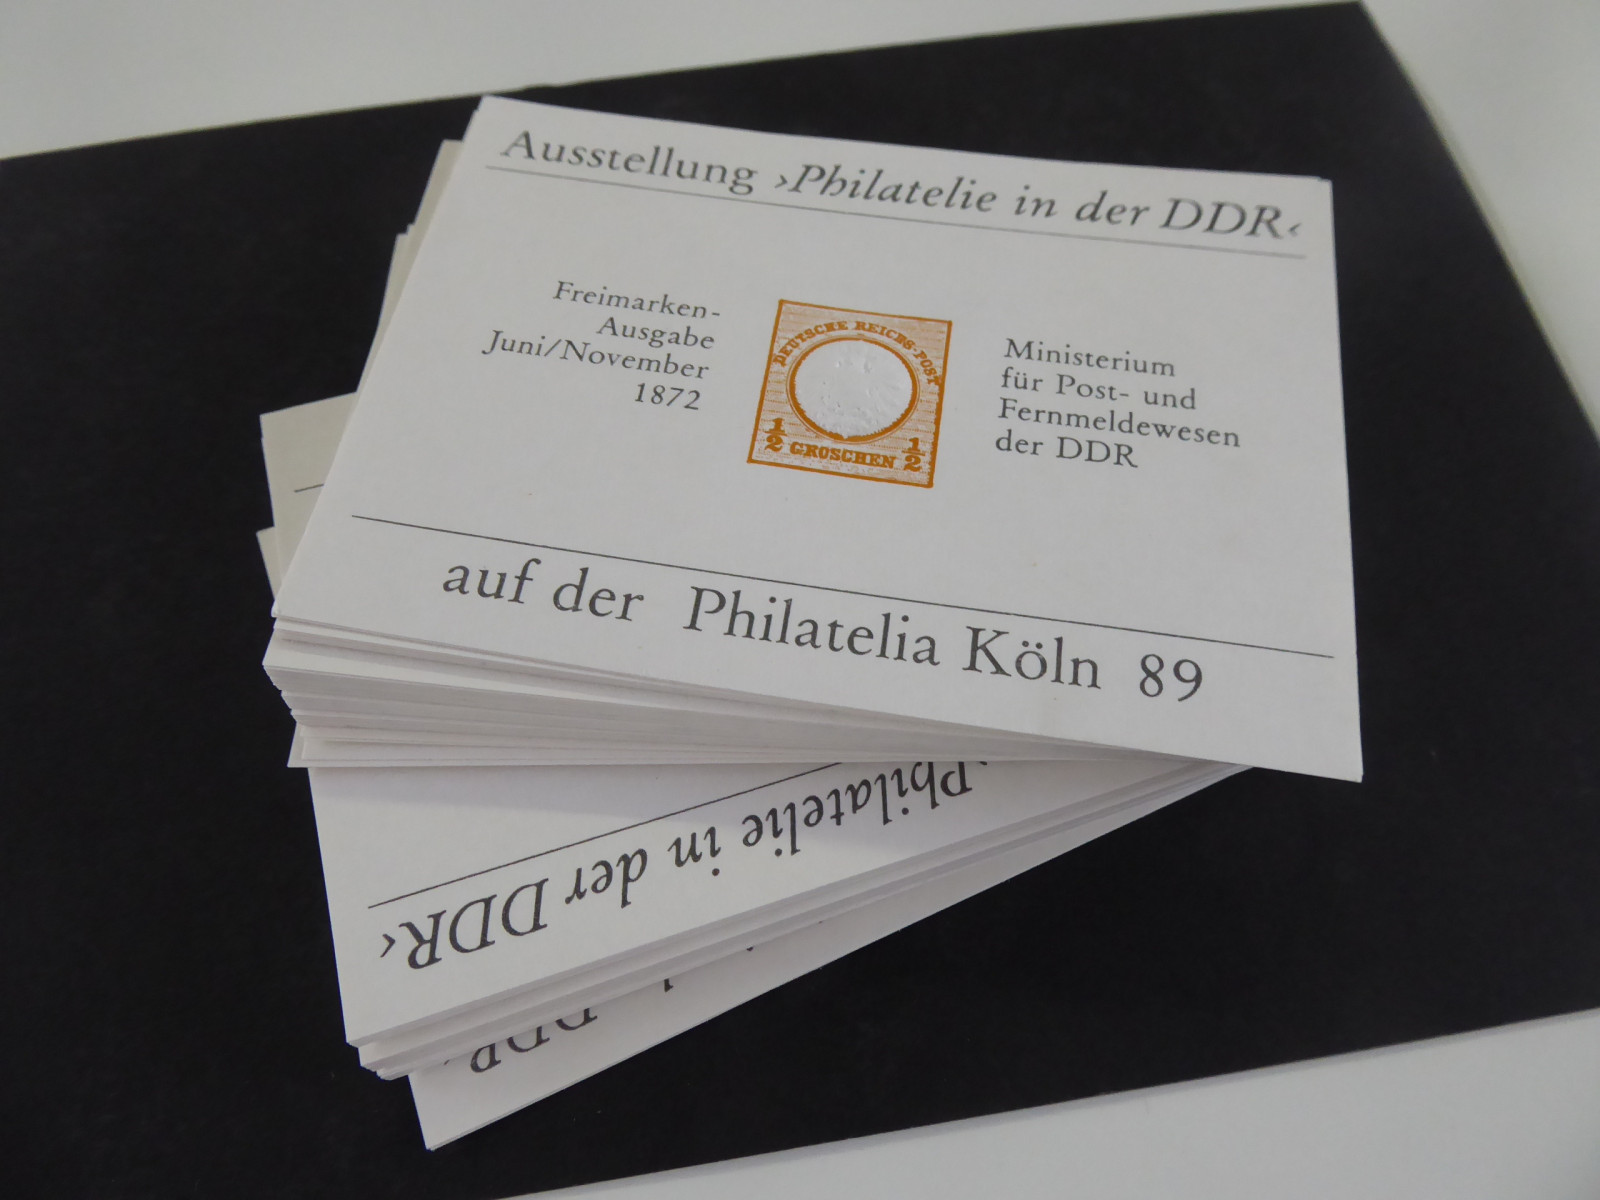 Ausstellung ›Philatelie in der DDR‹
Freimarken-
Ausgabe
Juni/November
1872
DEUTSCHE REICHS-POST
1/2 GROSCHEN 1/2
Ministerium
für Post- und
Fernmeldewesen
der DDR
auf der Philatelia Köln 89
›Philatelie in der DDR‹
DDR‹